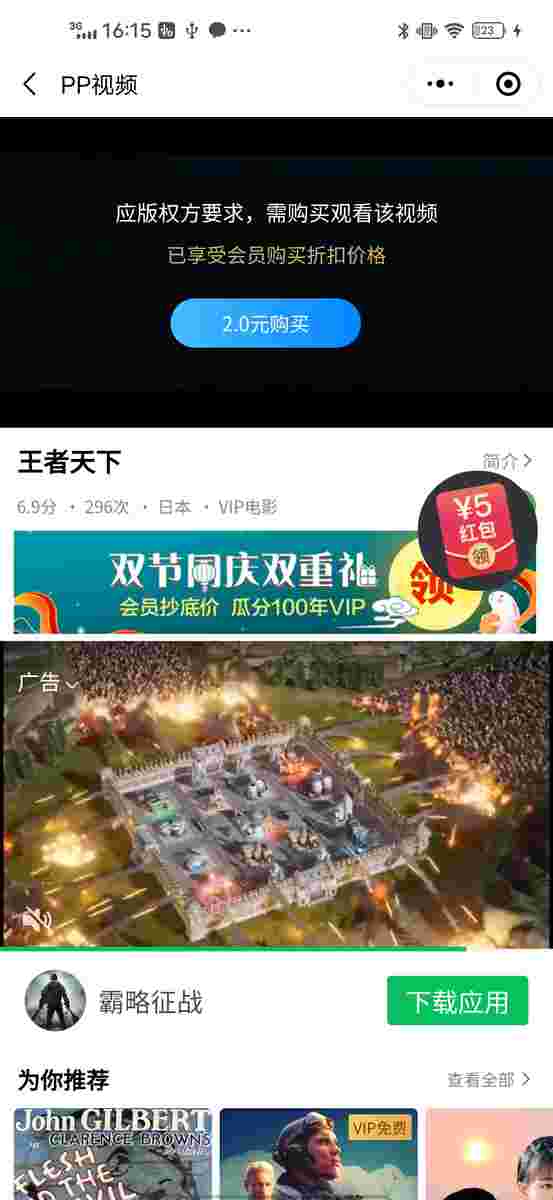 3G 16:15 23
PP视频
应版权方要求，需购买观看该视频
已享受会员购买折扣价格
2.0元购买
王者天下
简介
6.9分 · 296次 · 日本 · VIP电影
¥5
红包
领
双节同庆双重礼
领
会员抄底价 瓜分100年VIP
广告
霸略征战
下载应用
为你推荐
查看全部
John GILBERT
CLARENCE BROWNS
FLESH
VIP免费